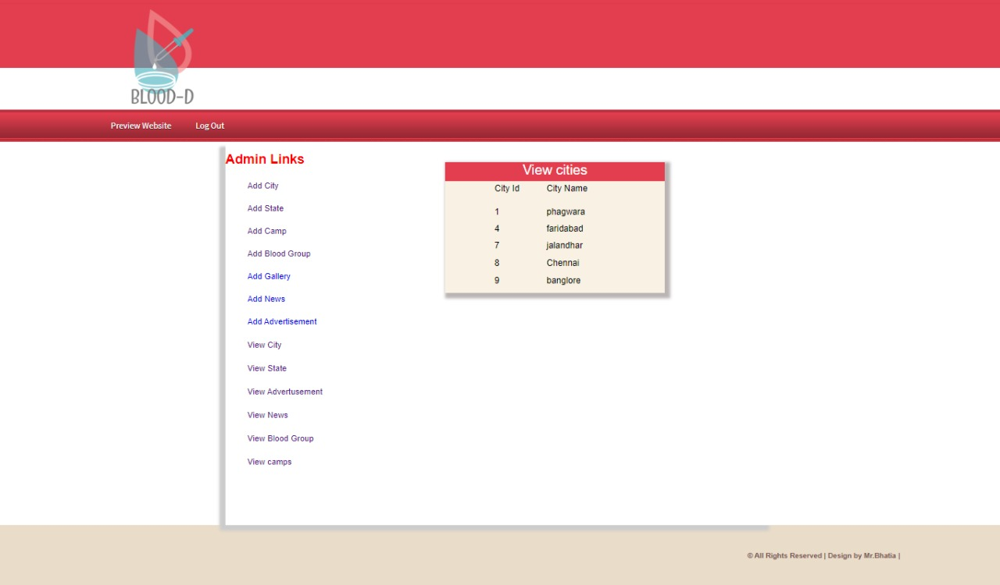 BLOOD-D
Preview Website Log Out
Admin Links
Add City
Add State
Add Camp
Add Blood Group
Add Gallery
Add News
Add Advertisement
View City
View State
View Advertusement
View News
View Blood Group
View camps
View cities
City Id City Name
1 phagwara
4 faridabad
7 jalandhar
8 Chennai
9 banglore
© All Rights Reserved | Design by Mr.Bhatia |